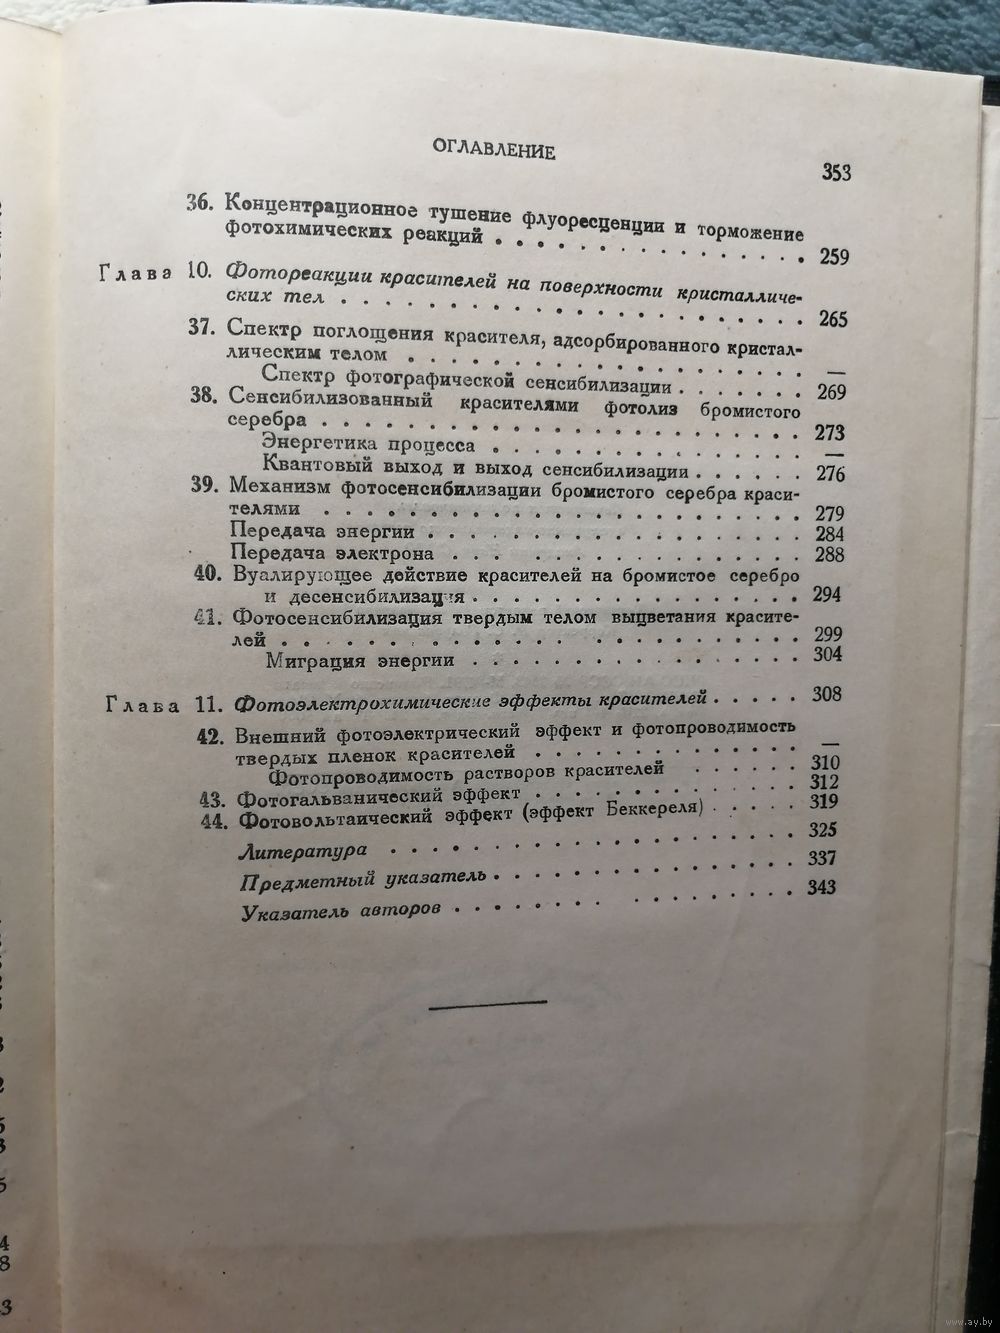 ОГЛАВЛЕНИЕ
353
36. Концентрационное тушение флуоресценции и торможение
фотохимических реакций . . . . . . . . . . . . . . . 259
Глава 10. Фотореакции красителей на поверхности кристалличе-
ских тел . . . . . . . . . . . . . . . . . . . . . 265
37. Спектр поглощения красителя, адсорбированного кристал-
лическим телом . . . . . . . . . . . . . . . . . . —
Спектр фотографической сенсибилизации . . . . . . . 269
38. Сенсибилизованный красителями фотолиз бромистого
серебра . . . . . . . . . . . . . . . . . . . . . . 273
Энергетика процесса . . . . . . . . . . . . . . . —
Квантовый выход и выход сенсибилизации . . . . . . 276
39. Механизм фотосенсибилизации бромистого серебра краси-
телями . . . . . . . . . . . . . . . . . . . . . . 279
Передача энергии . . . . . . . . . . . . . . . . . 284
Передача электрона . . . . . . . . . . . . . . . . 288
40. Вуалирующее действие красителей на бромистое серебро
и десенсибилизация . . . . . . . . . . . . . . . . 294
41. Фотосенсибилизация твердым телом выцветания красите-
лей . . . . . . . . . . . . . . . . . . . . . . . . 299
Миграция энергии . . . . . . . . . . . . . . . . . 304
Глава 11. Фотоэлектрохимические эффекты красителей . . . . . 308
42. Внешний фотоэлектрический эффект и фотопроводимость
твердых пленок красителей . . . . . . . . . . . . . —
Фотопроводимость растворов красителей . . . . . . 310
43. Фотогальванический эффект . . . . . . . . . . . . . 312
44. Фотовольтаический эффект (эффект Беккереля) . . . . . 319
Литература . . . . . . . . . . . . . . . . . . . . 325
Предметный указатель . . . . . . . . . . . . . . . 337
Указатель авторов . . . . . . . . . . . . . . . . . 343
www.ay.by